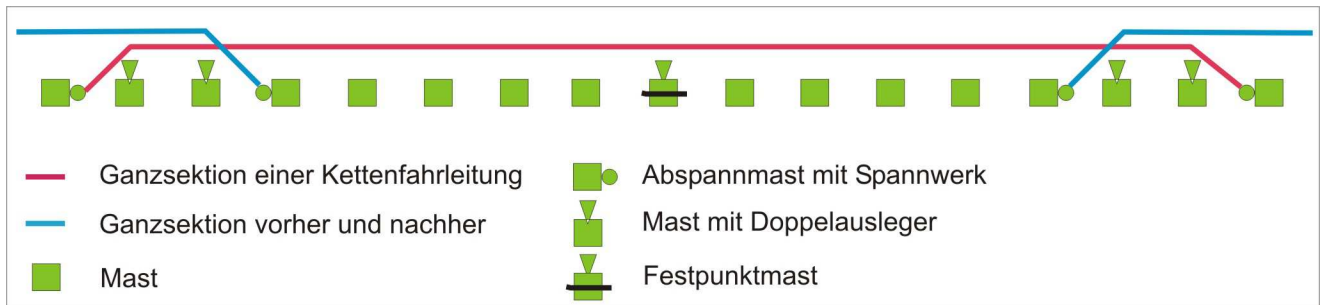 Ganzsektion einer Kettenfahrleitung
Ganzsektion vorher und nachher
Mast
Abspannmast mit Spannwerk
Mast mit Doppelausleger
Festpunktmast